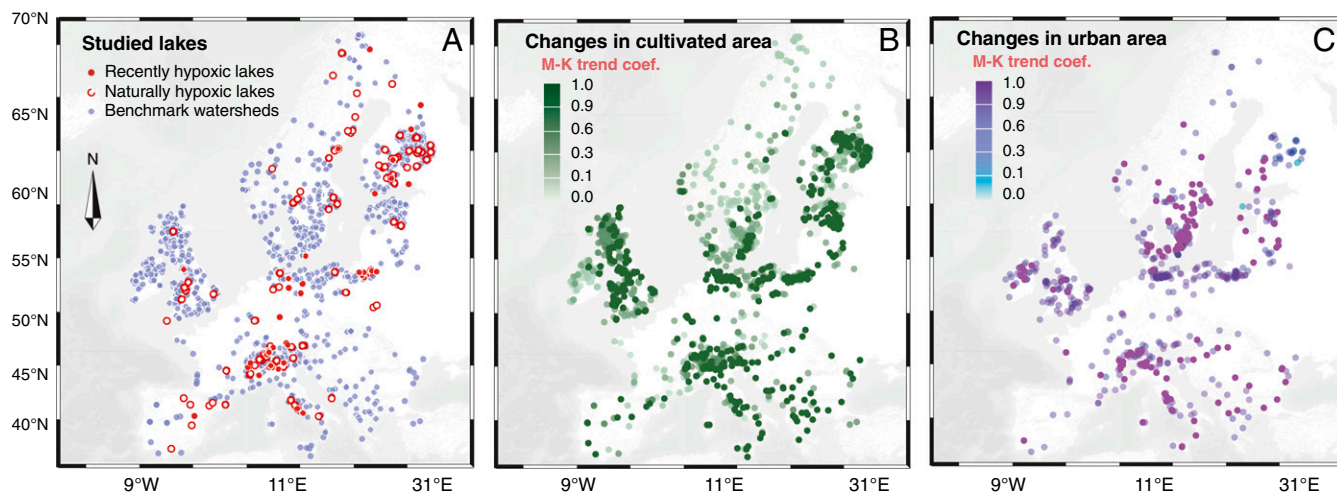 70°N
65°N
60°N
55°N
50°N
45°N
40°N
Studied lakes
A
Recently hypoxic lakes
Naturally hypoxic lakes
Benchmark watersheds
N
9°W 11°E 31°E
Changes in cultivated area
B
M-K trend coef.
1.0
0.9
0.6
0.3
0.1
0.0
9°W 11°E 31°E
Changes in urban area
C
M-K trend coef.
1.0
0.9
0.6
0.3
0.1
0.0
9°W 11°E 31°E